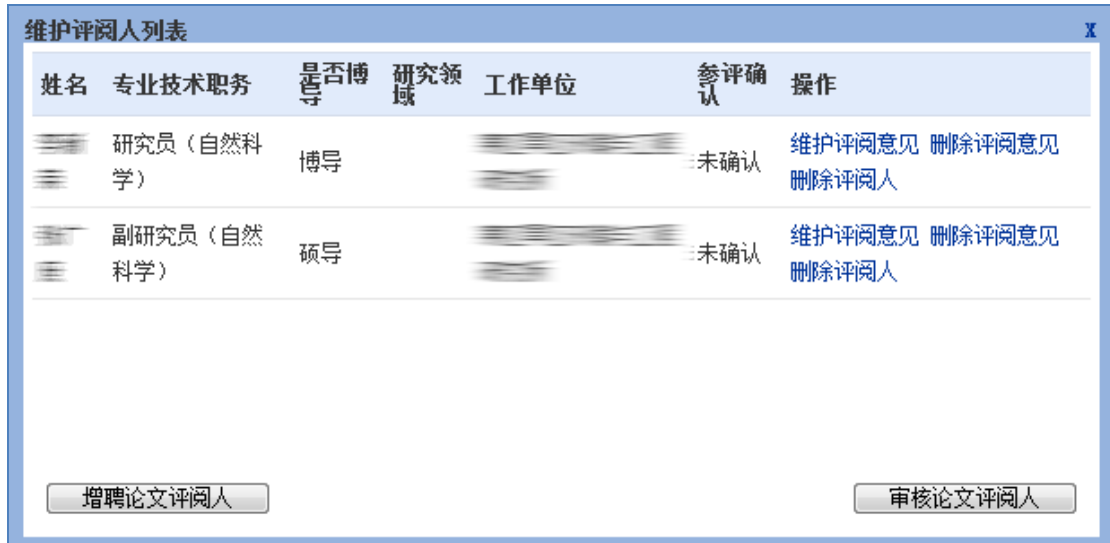 维护评阅人列表 X
姓名 专业技术职务 是否博导 研究领域 工作单位 参评确认 操作
研究员（自然科学） 博导 未确认 维护评阅意见 删除评阅意见 删除评阅人
副研究员（自然科学） 硕导 未确认 维护评阅意见 删除评阅意见 删除评阅人
增聘论文评阅人 审核论文评阅人